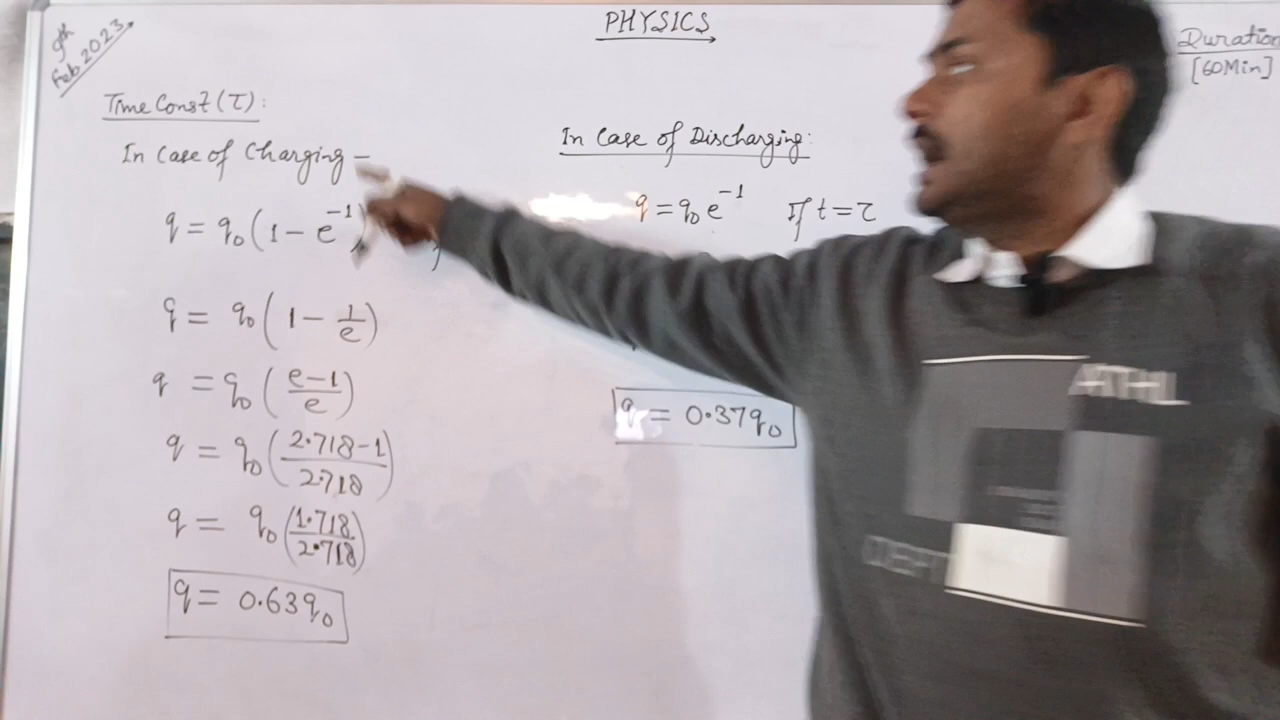 9th
Feb 2023
PHYSICS
Duration
[60Min]
Time Const (τ):
In Case of Charging -
q = q₀(1 - e⁻¹)
q = q₀(1 - 1/e)
q = q₀((e-1)/e)
q = q₀((2.718-1)/2.718)
q = q₀(1.718/2.718)
q = 0.63q₀
In Case of Discharging:
q = q₀e⁻¹ If t = τ
q = 0.37q₀